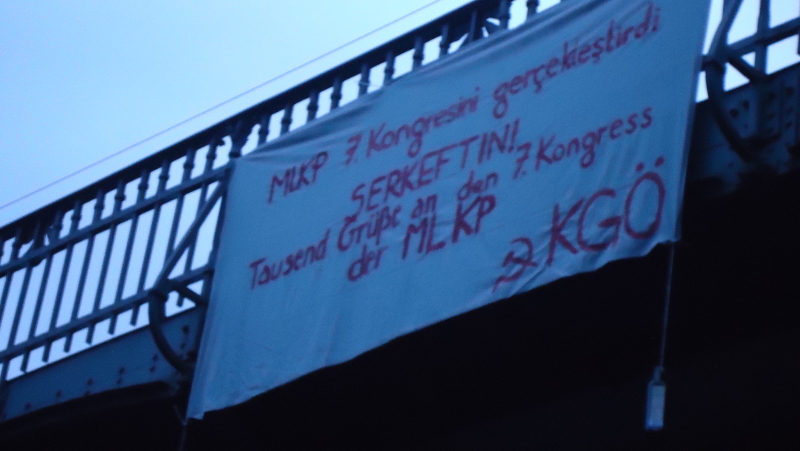 MLKP 7. Kongresini gerçekleştirdi
SERKEFTIN!
Tausend Grüße an den 7. Kongress
der MLKP
KGÖ